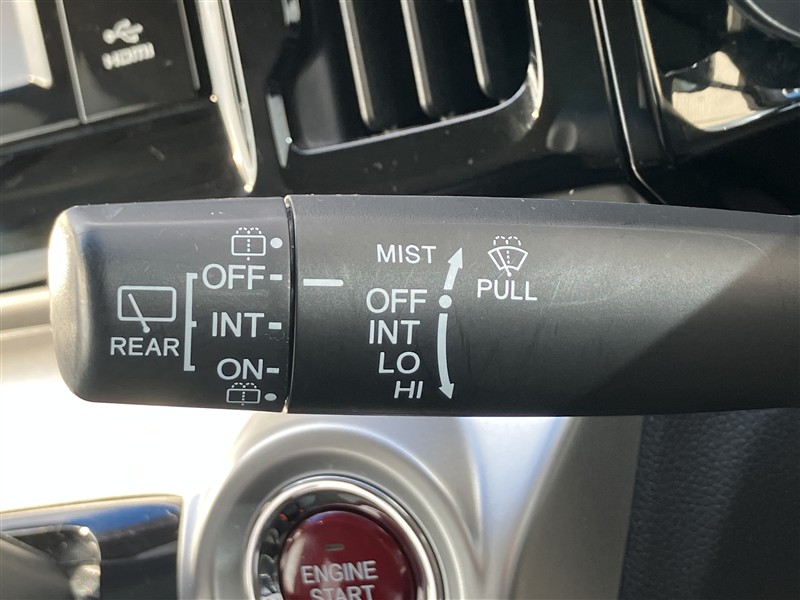 HDMI
MIST
PULL
OFF
OFF
INT
INT
REAR
LO
ON
HI
ENGINE
START